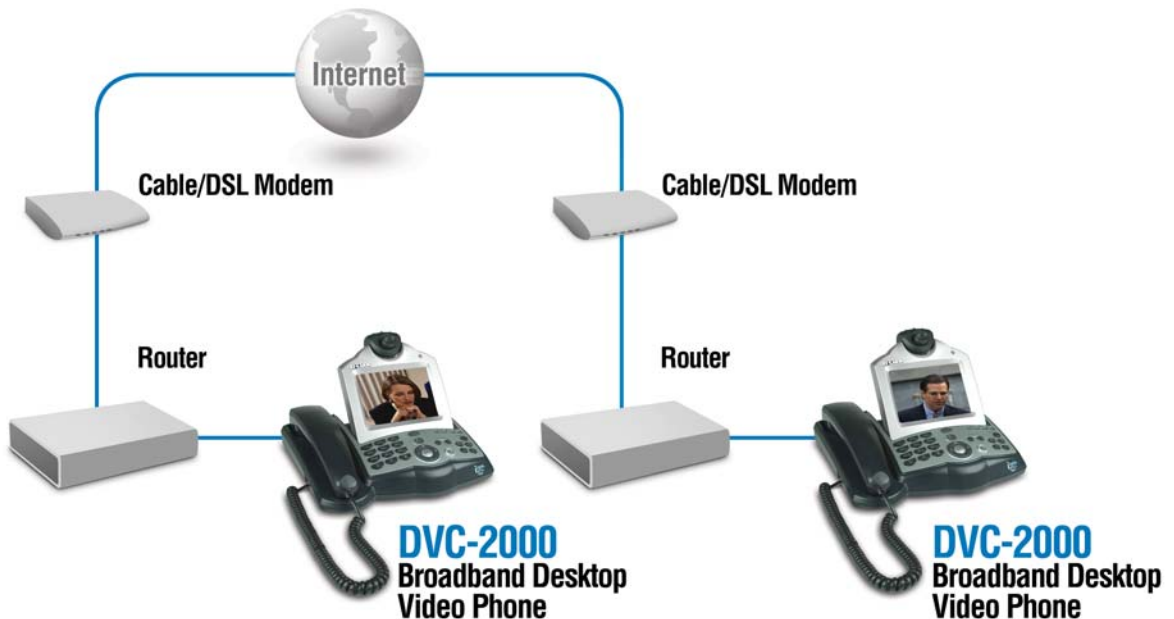 Internet
Cable/DSL Modem
Cable/DSL Modem
Router
Router
DVC-2000
Broadband Desktop
Video Phone
DVC-2000
Broadband Desktop
Video Phone